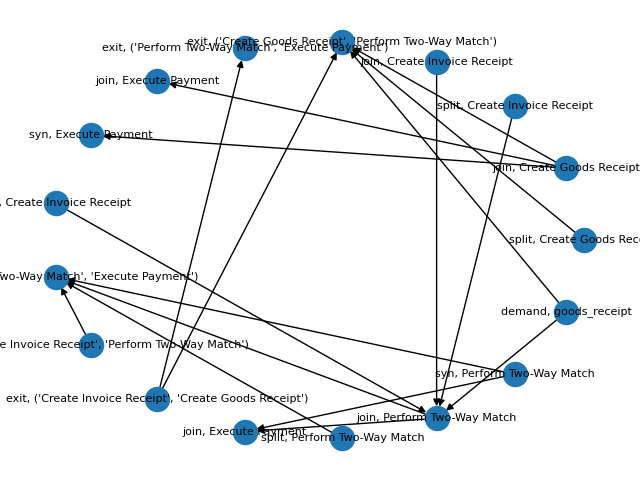 exit, ('Create Goods Receipt', 'Perform Two-Way Match')
exit, ('Perform Two-Way Match', 'Execute Payment')
join, Create Invoice Receipt
join, Execute Payment
split, Create Invoice Receipt
syn, Execute Payment
join, Create Goods Receipt
, Create Invoice Receipt
split, Create Goods Rec
Two-Way Match', 'Execute Payment')
demand, goods_receipt
e Invoice Receipt', 'Perform Two-Way Match')
syn, Perform Two-Way Match
exit, ('Create Invoice Receipt', 'Create Goods Receipt')
join, Perform Two-Way Match
join, Execute Payment
split, Perform Two-Way Match